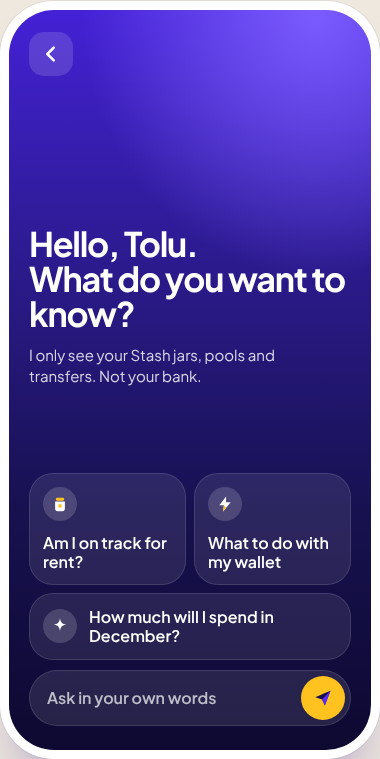 Hello, Tolu.
What do you want to
know?
I only see your Stash jars, pools and
transfers. Not your bank.
Am I on track for
rent?
What to do with
my wallet
How much will I spend in
December?
Ask in your own words